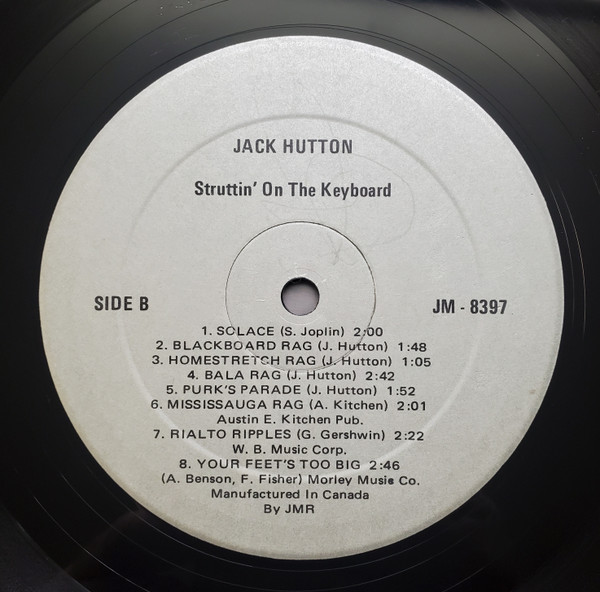 JACK HUTTON
Struttin' On The Keyboard
SIDE B
JM - 8397
1. SOLACE (S. Joplin) 2:00
2. BLACKBOARD RAG (J. Hutton) 1:48
3. HOMESTRETCH RAG (J. Hutton) 1:05
4. BALA RAG (J. Hutton) 2:42
5. PURK'S PARADE (J. Hutton) 1:52
6. MISSISSAUGA RAG (A. Kitchen) 2:01
Austin E. Kitchen Pub.
7. RIALTO RIPPLES (G. Gershwin) 2:22
W. B. Music Corp.
8. YOUR FEET'S TOO BIG 2:46
(A. Benson, F. Fisher) Morley Music Co.
Manufactured In Canada
By JMR